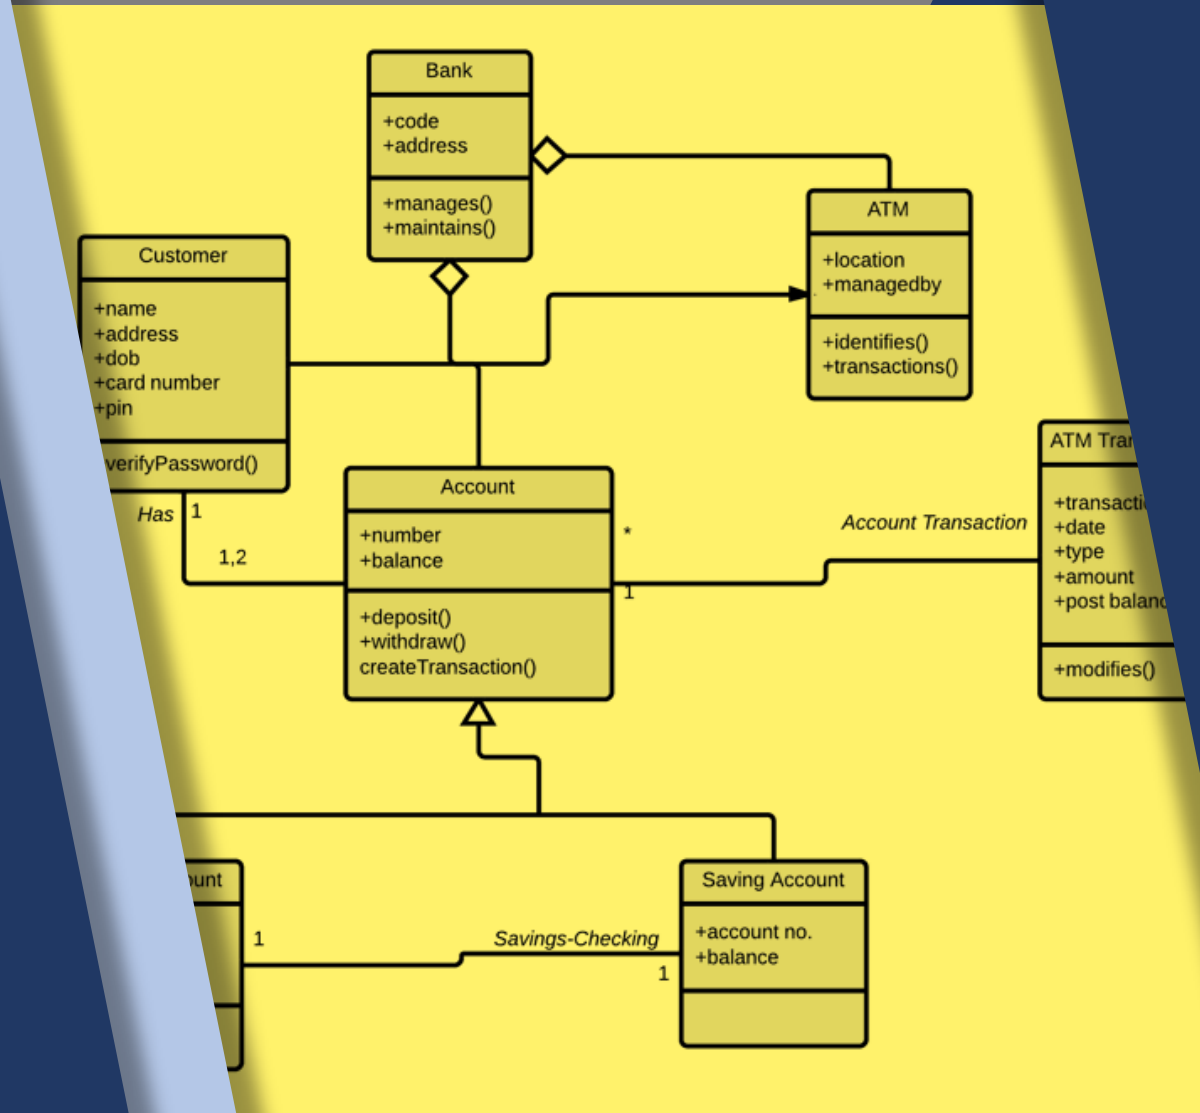 Bank
+code
+address
+manages()
+maintains()
ATM
+location
+managedby
+identifies()
+transactions()
Customer
+name
+address
+dob
+card number
+pin
verifyPassword()
Has
1
1,2
Account
+number
+balance
+deposit()
+withdraw()
createTransaction()
*
1
Account Transaction
ATM
+date
+type
+amount
+post
+modifies()
1
Savings-Checking
1
Saving Account
+account no.
+balance